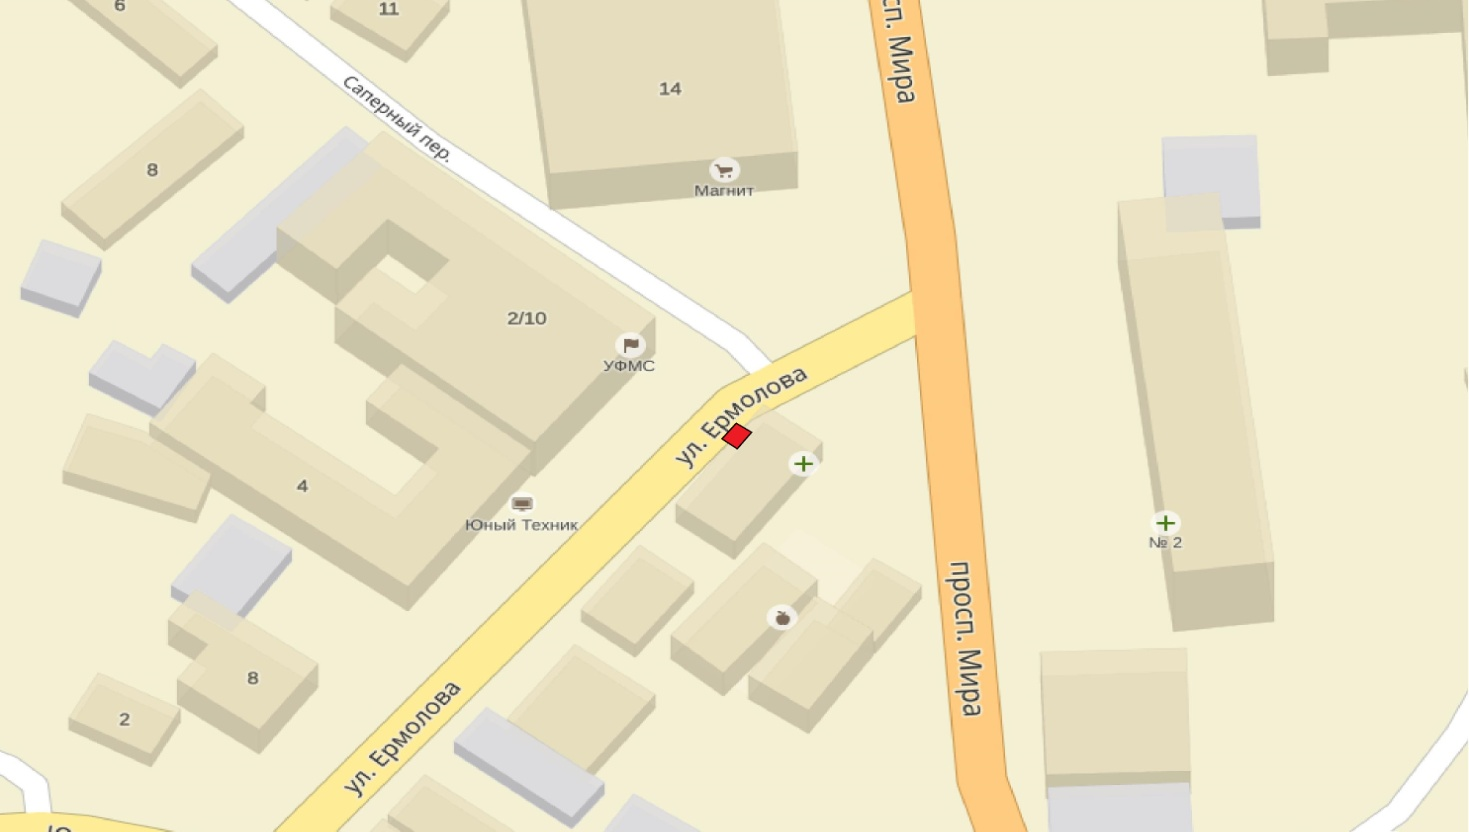 6
11
просп. Мира
14
Саперный пер.
8
Магнит
2/10
УФМС
ул. Ермолова
4
Юный Техник
№ 2
просп. Мира
8
2
ул. Ермолова